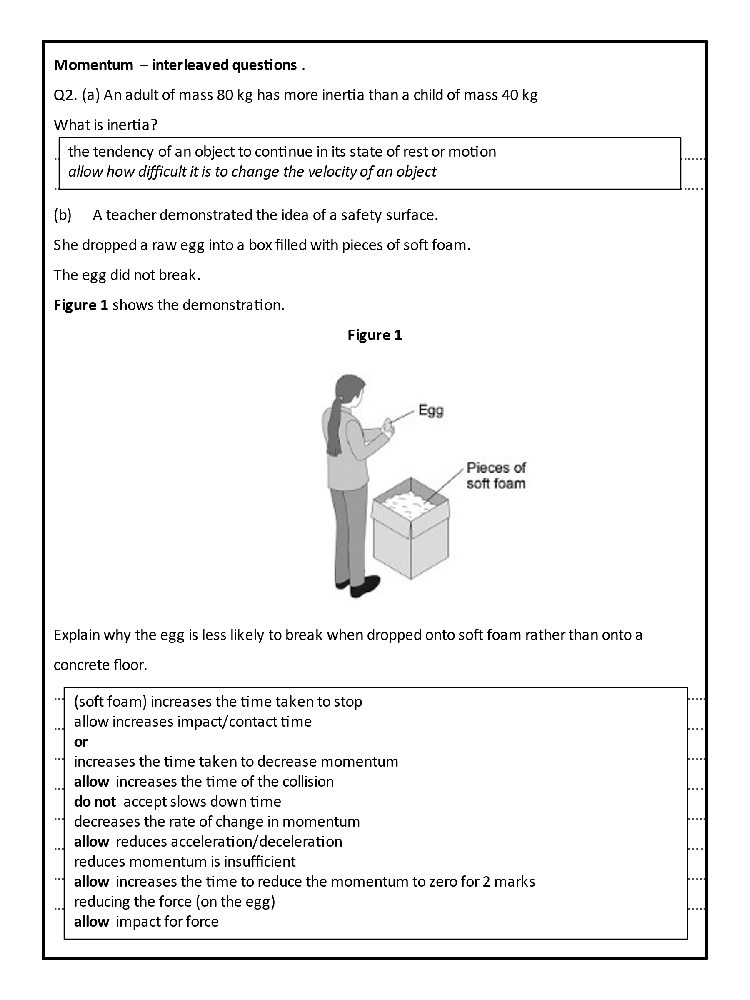 Momentum – interleaved questions .
Q2. (a) An adult of mass 80 kg has more inertia than a child of mass 40 kg
What is inertia?
the tendency of an object to continue in its state of rest or motion
allow how difficult it is to change the velocity of an object
(b) A teacher demonstrated the idea of a safety surface.
She dropped a raw egg into a box filled with pieces of soft foam.
The egg did not break.
Figure 1 shows the demonstration.
Figure 1
Egg
Pieces of
soft foam
Explain why the egg is less likely to break when dropped onto soft foam rather than onto a
concrete floor.
(soft foam) increases the time taken to stop
allow increases impact/contact time
or
increases the time taken to decrease momentum
allow increases the time of the collision
do not accept slows down time
decreases the rate of change in momentum
allow reduces acceleration/deceleration
reduces momentum is insufficient
allow increases the time to reduce the momentum to zero for 2 marks
reducing the force (on the egg)
allow impact for force